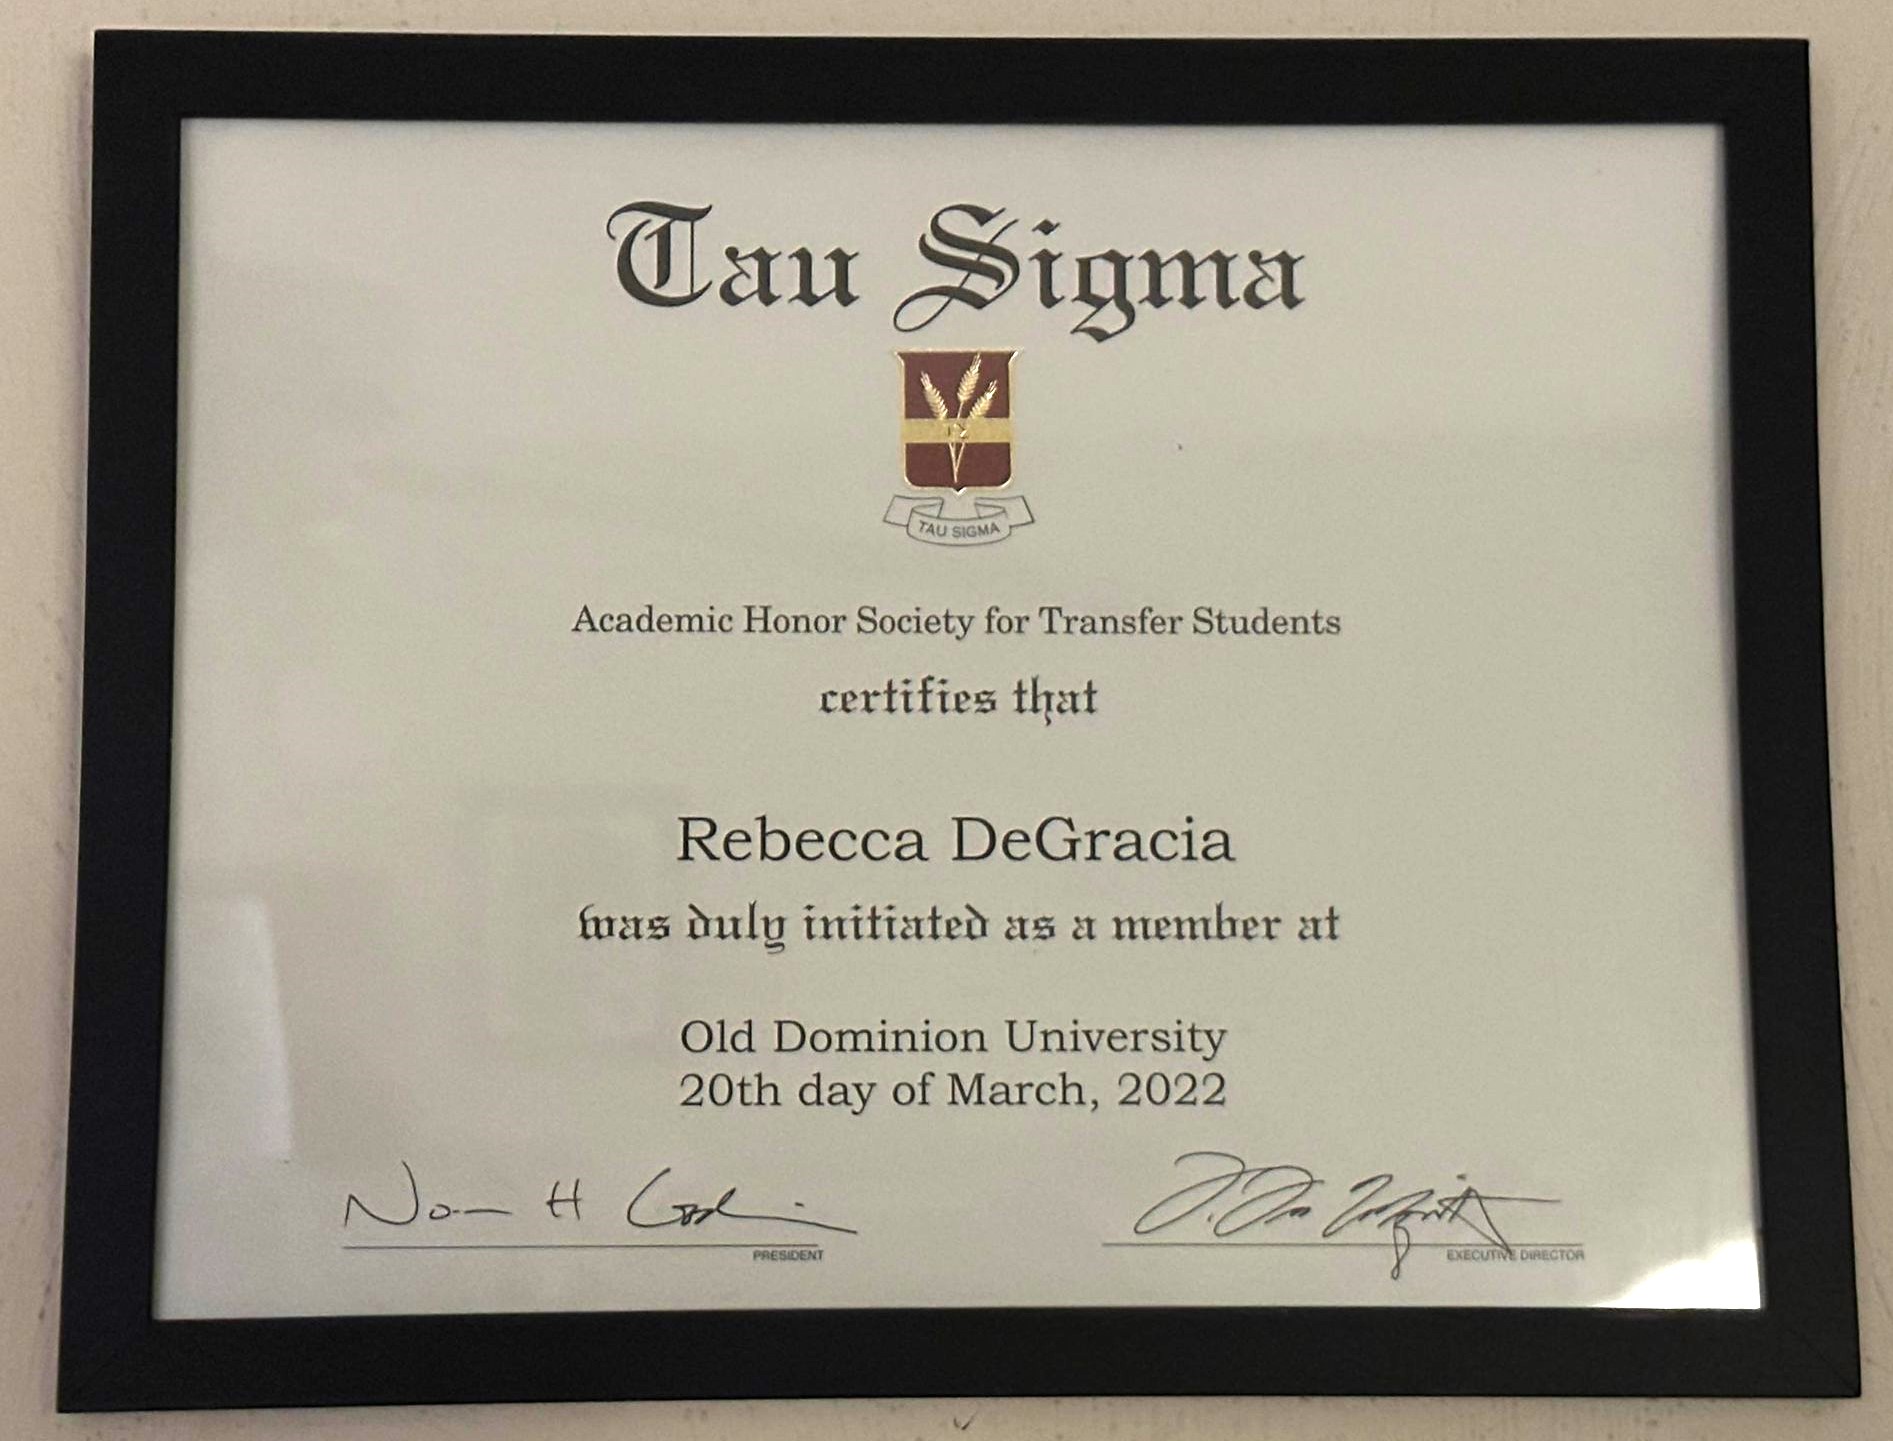 Tau Sigma
ΤΣ
TAU SIGMA
Academic Honor Society for Transfer Students
certifies that
Rebecca DeGracia
was duly initiated as a member at
Old Dominion University
20th day of March, 2022
PRESIDENT
EXECUTIVE DIRECTOR